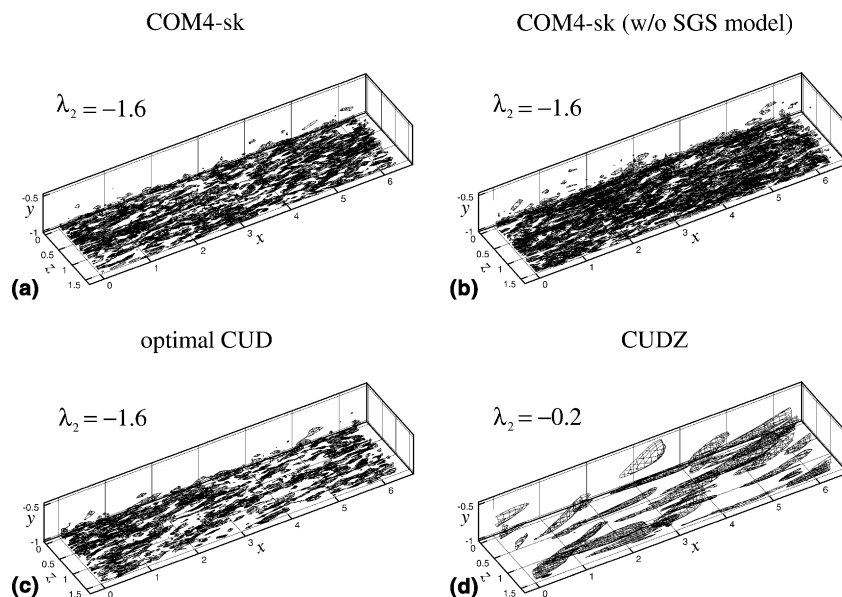 COM4-sk
COM4-sk (w/o SGS model)
λ₂ = −1.6
λ₂ = −1.6
-0.5
y
-1
0
0.5
z
1
1.5
0
1
2
3
4
5
6
x
(a)
-0.5
y
-1
0
0.5
z
1
1.5
0
1
2
3
4
5
6
x
(b)
optimal CUD
CUDZ
λ₂ = −1.6
λ₂ = −0.2
-0.5
y
-1
0
0.5
z
1
1.5
0
1
2
3
4
5
6
x
(c)
-0.5
y
-1
0
0.5
z
1
1.5
0
1
2
3
4
5
6
x
(d)